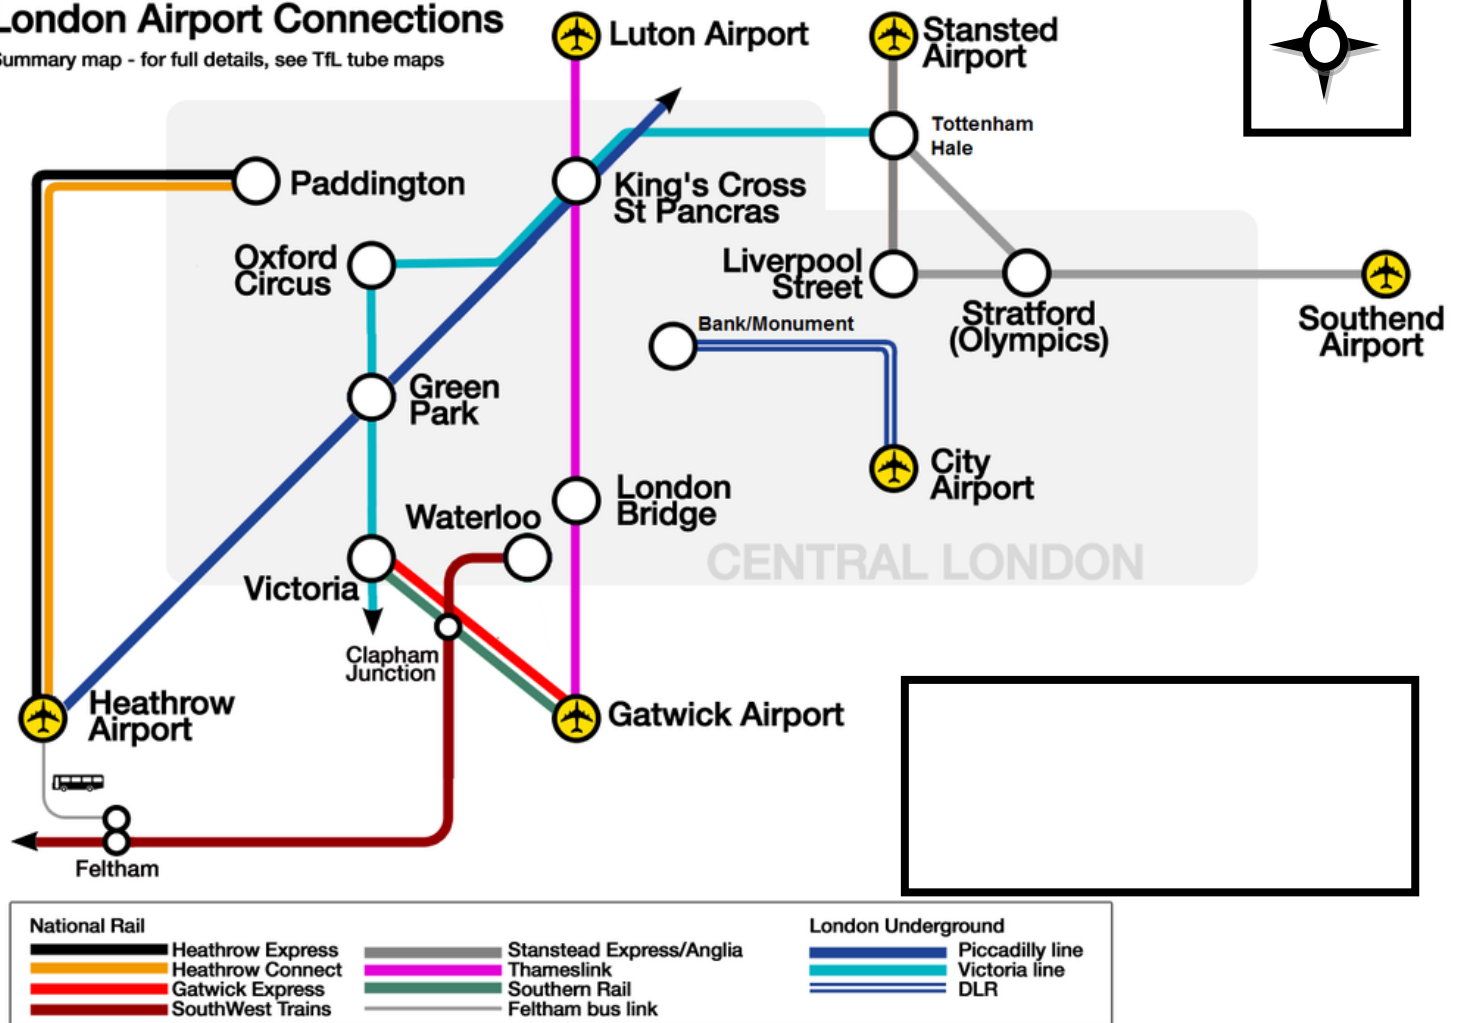 London Airport Connections
Summary map - for full details, see TfL tube maps
Luton Airport
Stansted
Airport
Tottenham
Hale
Paddington
King's Cross
St Pancras
Oxford
Circus
Liverpool
Street
Stratford
(Olympics)
Southend
Airport
Bank/Monument
Green
Park
City
Airport
London
Bridge
Waterloo
CENTRAL LONDON
Victoria
Clapham
Junction
Heathrow
Airport
Gatwick Airport
Feltham
National Rail
Heathrow Express
Heathrow Connect
Gatwick Express
SouthWest Trains
Stanstead Express/Anglia
Thameslink
Southern Rail
Feltham bus link
London Underground
Piccadilly line
Victoria line
DLR